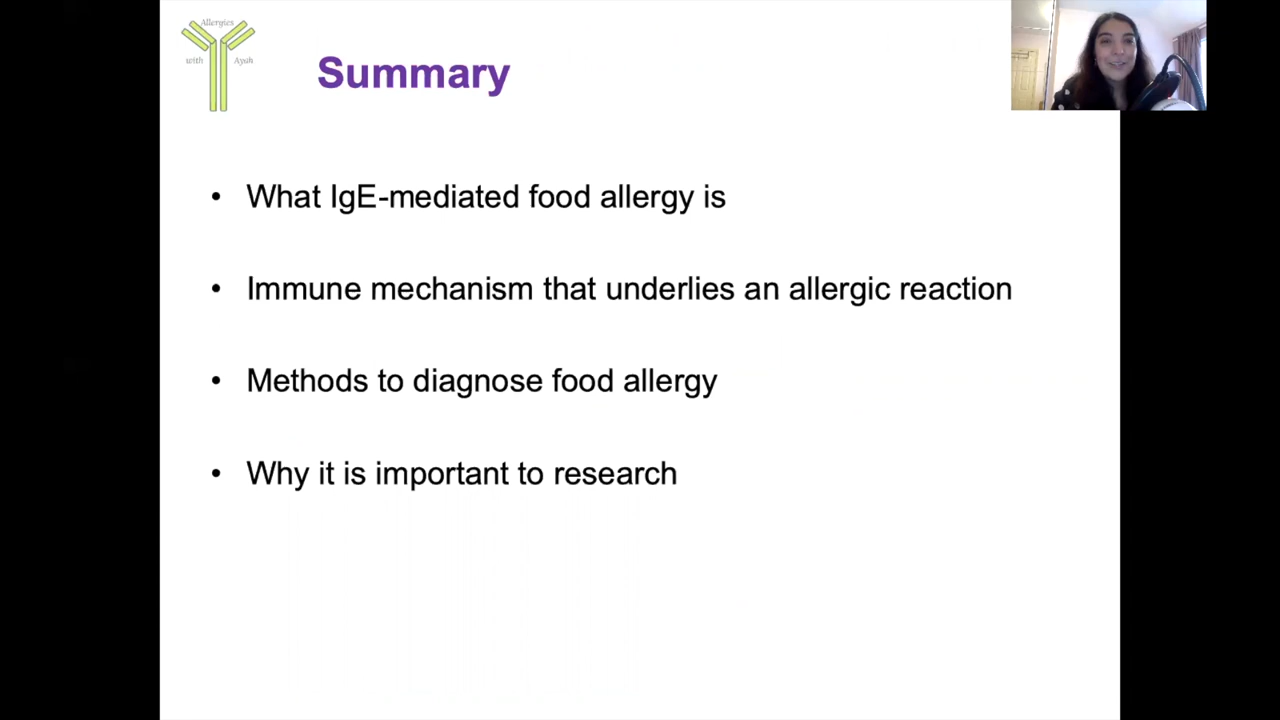 Allergies
with Ayah
Summary
• What IgE-mediated food allergy is
• Immune mechanism that underlies an allergic reaction
• Methods to diagnose food allergy
• Why it is important to research